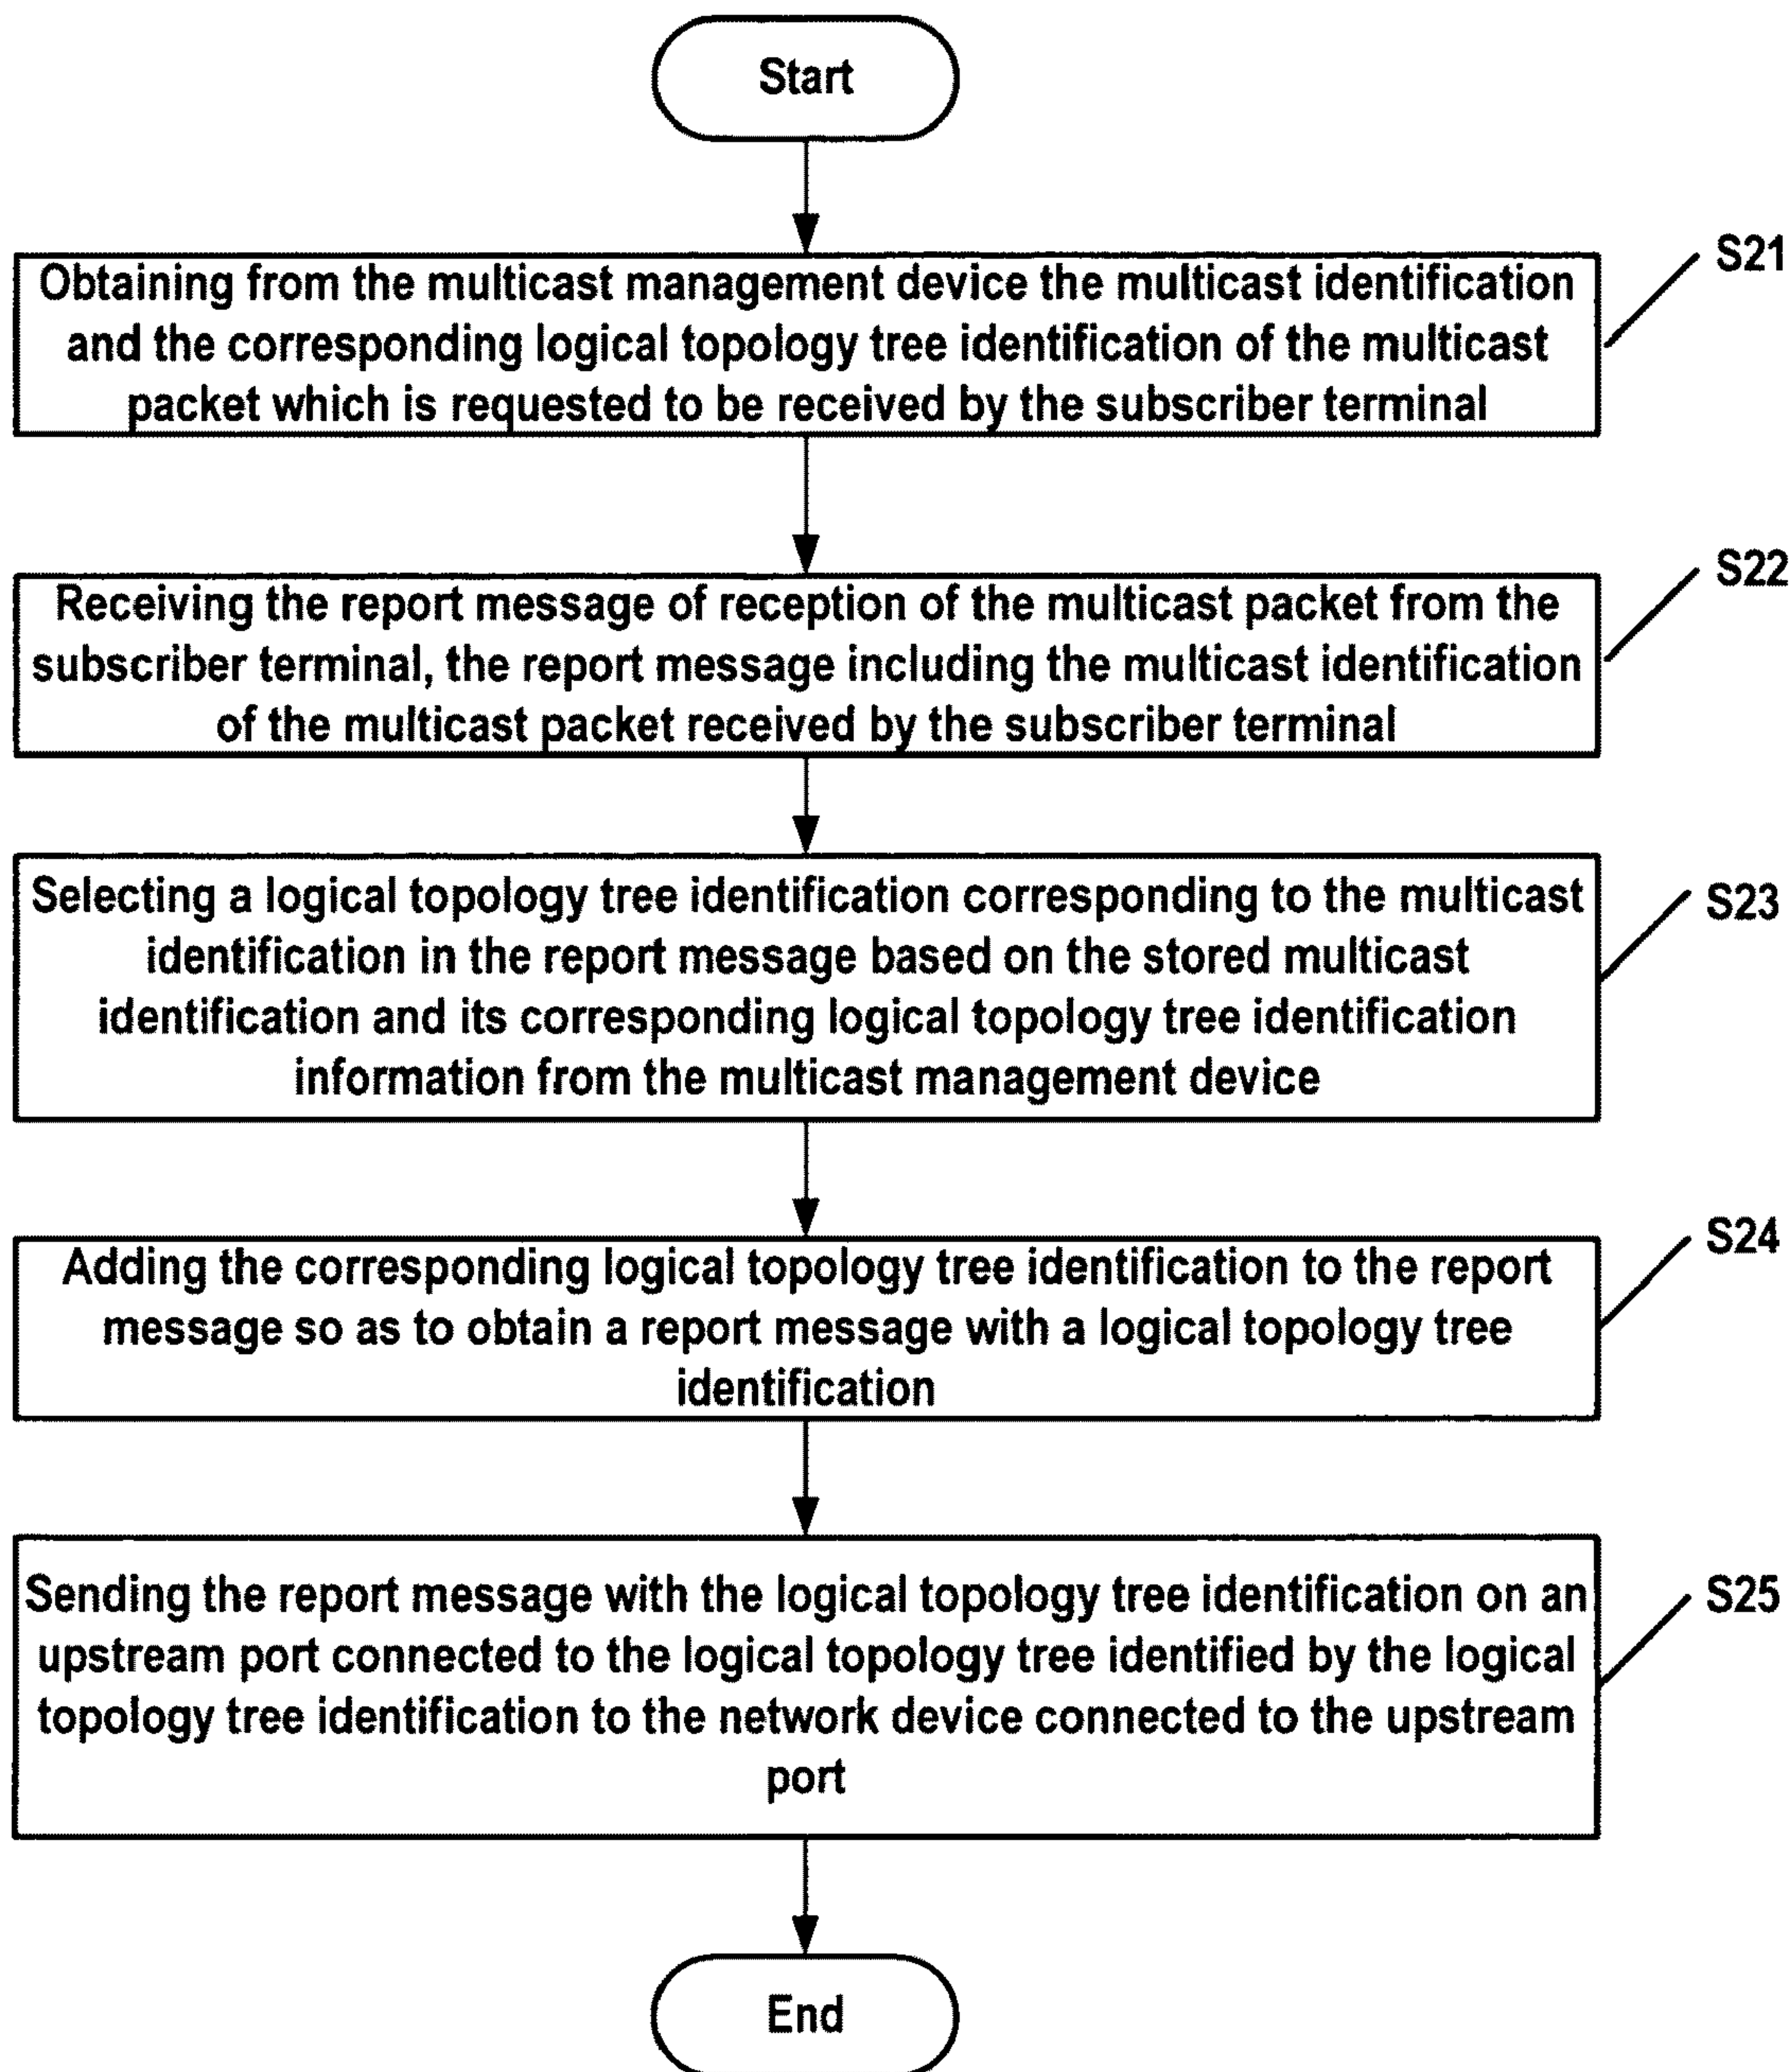 Start
S21
Obtaining from the multicast management device the multicast identification
and the corresponding logical topology tree identification of the multicast
packet which is requested to be received by the subscriber terminal
S22
Receiving the report message of reception of the multicast packet from the
subscriber terminal, the report message including the multicast identification
of the multicast packet received by the subscriber terminal
S23
Selecting a logical topology tree identification corresponding to the multicast
identification in the report message based on the stored multicast
identification and its corresponding logical topology tree identification
information from the multicast management device
S24
Adding the corresponding logical topology tree identification to the report
message so as to obtain a report message with a logical topology tree
identification
S25
Sending the report message with the logical topology tree identification on an
upstream port connected to the logical topology tree identified by the logical
topology tree identification to the network device connected to the upstream
port
End